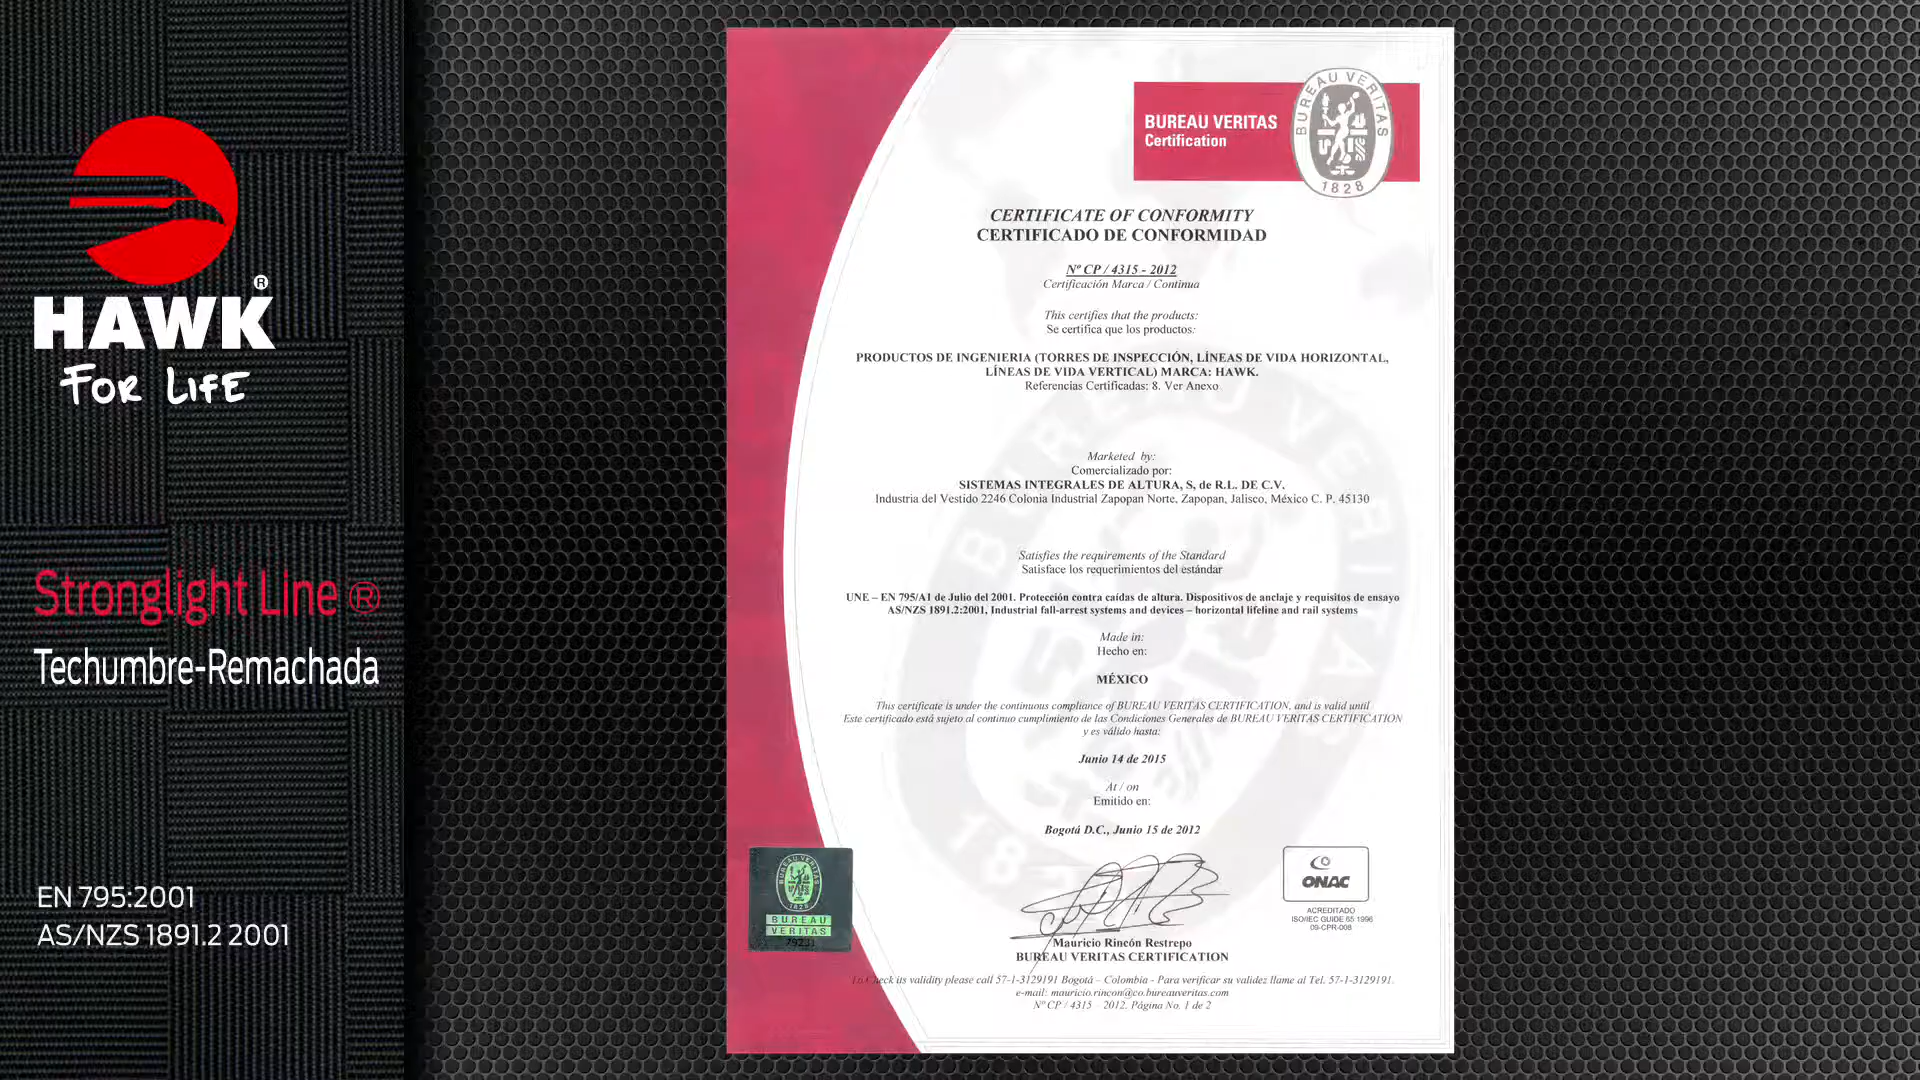 HAWK®
FOR LIFE
Stronglight Line ®
Techumbre-Remachada
EN 795:2001
AS/NZS 1891.2 2001
BUREAU VERITAS
Certification
BUREAU VERITAS
1828
CERTIFICATE OF CONFORMITY
CERTIFICADO DE CONFORMIDAD
Nº CP / 4315 - 2012
Certificación Marca / Continua
This certifies that the products:
Se certifica que los productos:
PRODUCTOS DE INGENIERIA (TORRES DE INSPECCIÓN, LÍNEAS DE VIDA HORIZONTAL,
LÍNEAS DE VIDA VERTICAL) MARCA: HAWK.
Referencias Certificadas: 8. Ver Anexo
Marketed by:
Comercializado por:
SISTEMAS INTEGRALES DE ALTURA, S, de R.L. DE C.V.
Industria del Vestido 2246 Colonia Industrial Zapopan Norte, Zapopan, Jalisco, México C. P. 45130
Satisfies the requirements of the Standard
Satisface los requerimientos del estándar
UNE – EN 795/A1 de Julio del 2001. Protección contra caídas de altura. Dispositivos de anclaje y requisitos de ensayo
AS/NZS 1891.2:2001, Industrial fall-arrest systems and devices – horizontal lifeline and rail systems
Made in:
Hecho en:
MÉXICO
This certificate is under the continuous compliance of BUREAU VERITAS CERTIFICATION, and is valid until
Este certificado está sujeto al continuo cumplimiento de las Condiciones Generales de BUREAU VERITAS CERTIFICATION
y es válido hasta:
Junio 14 de 2015
At / on
Emitido en:
Bogotá D.C., Junio 15 de 2012
BUREAU VERITAS
1828
BUREAU
VERITAS
ONAC
ACREDITADO
ISO/IEC GUIDE 65 1996
09-CPR-008
Mauricio Rincón Restrepo
BUREAU VERITAS CERTIFICATION
To Check its validity please call 57-1-3129191 Bogotá – Colombia - Para verificar su validez llame al Tel. 57-1-3129191.
e-mail: mauricio.rincon@co.bureauveritas.com
Nº CP / 4315 2012. Página No. 1 de 2